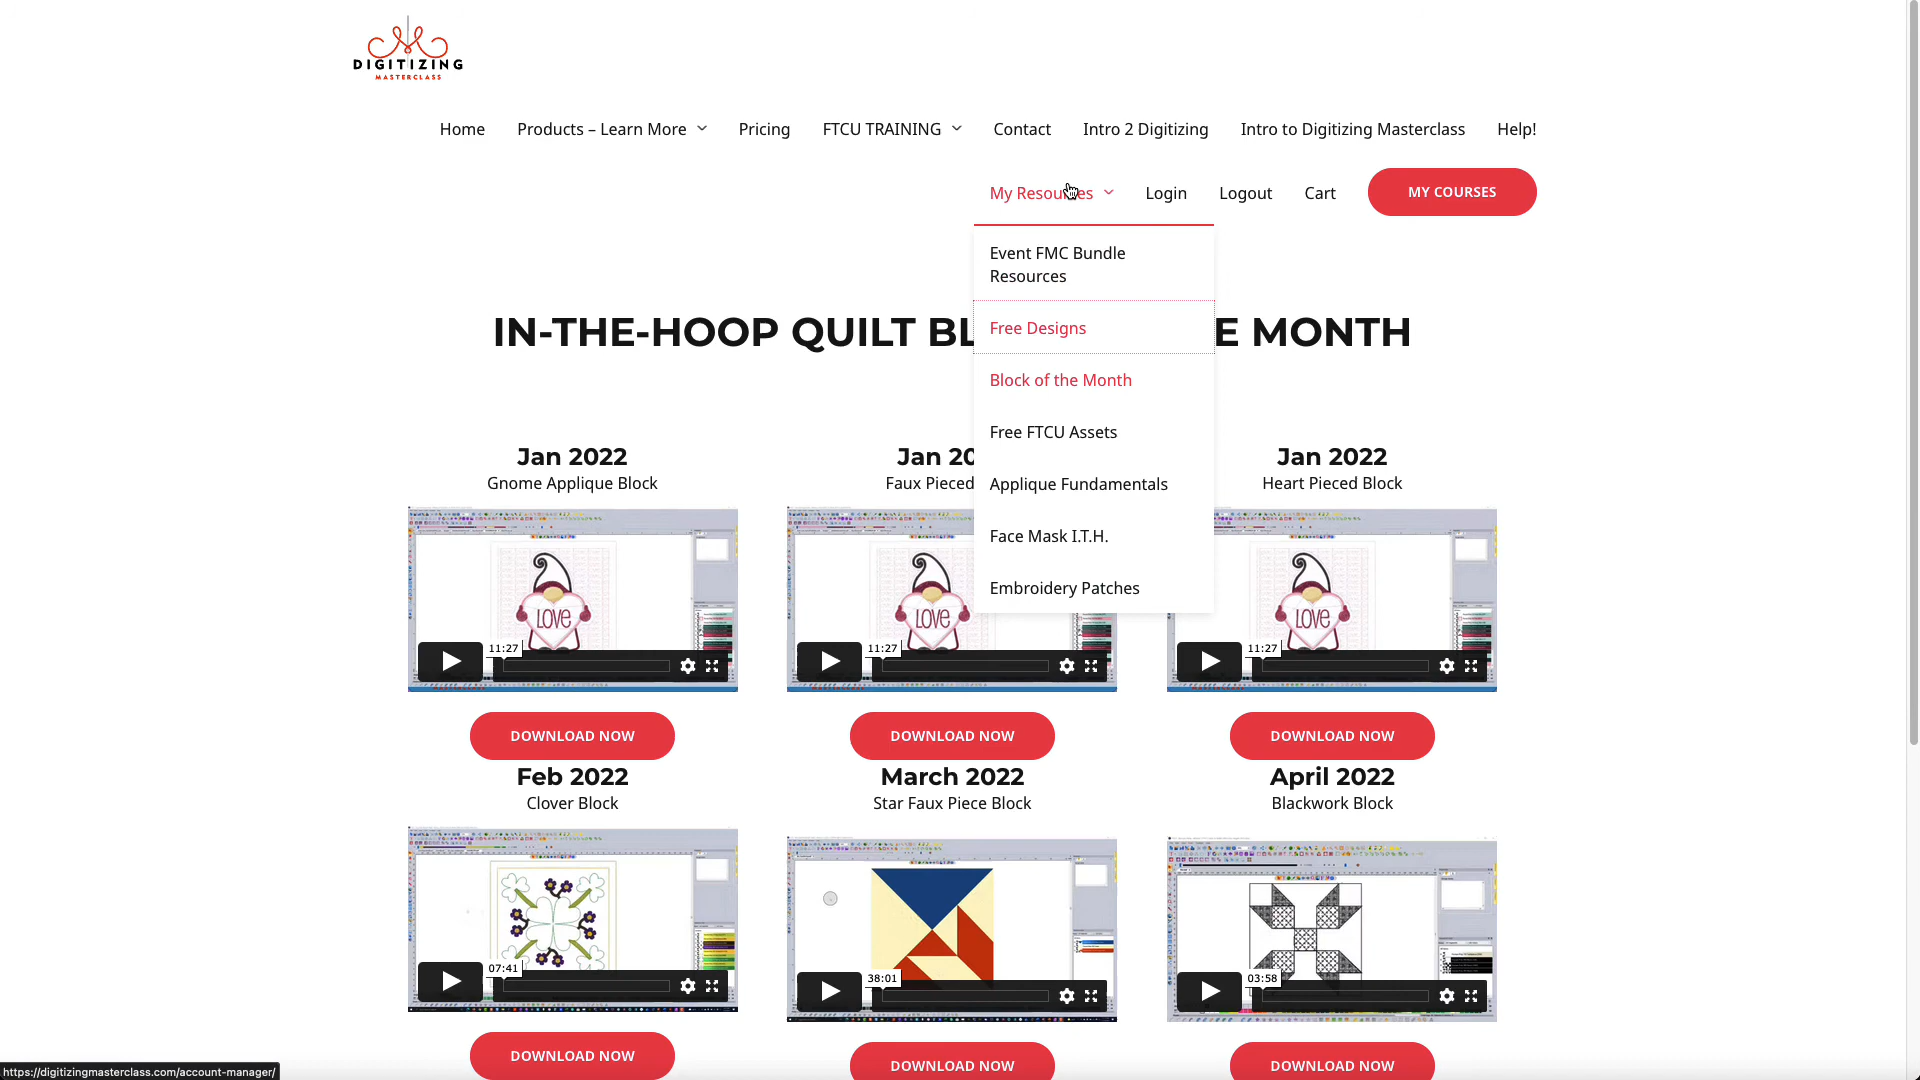 DIGITIZING
MASTERCLASS
Home Products – Learn More Pricing FTCU TRAINING Contact Intro 2 Digitizing Intro to Digitizing Masterclass Help!
My Resources Login Logout Cart MY COURSES
Event FMC Bundle
Resources
Free Designs
Block of the Month
Free FTCU Assets
Applique Fundamentals
Face Mask I.T.H.
Embroidery Patches
IN-THE-HOOP QUILT BL E MONTH
Jan 2022
Gnome Applique Block
LOVE
11:27
DOWNLOAD NOW
Jan 20
Faux Pieced
LOVE
11:27
DOWNLOAD NOW
Jan 2022
Heart Pieced Block
LOVE
11:27
DOWNLOAD NOW
Feb 2022
Clover Block
07:41
DOWNLOAD NOW
March 2022
Star Faux Piece Block
38:01
DOWNLOAD NOW
April 2022
Blackwork Block
03:58
DOWNLOAD NOW
https://digitizingmasterclass.com/account-manager/